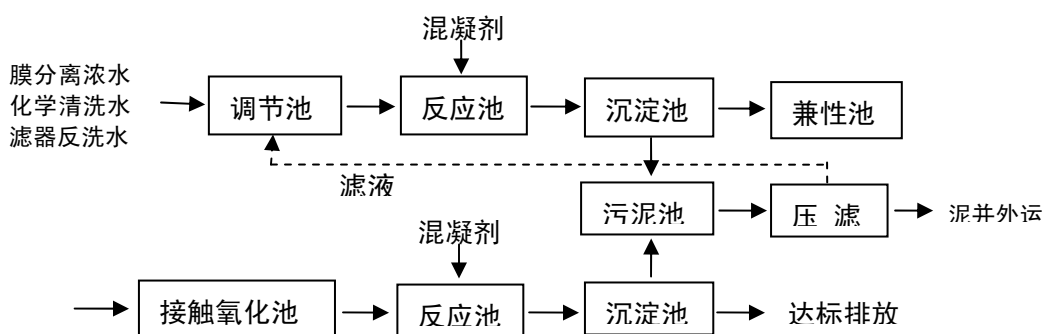 混凝剂
膜分离浓水
化学清洗水
滤器反洗水
调节池
反应池
沉淀池
兼性池
滤液
污泥池
压 滤
泥并外运
混凝剂
接触氧化池
反应池
沉淀池
达标排放